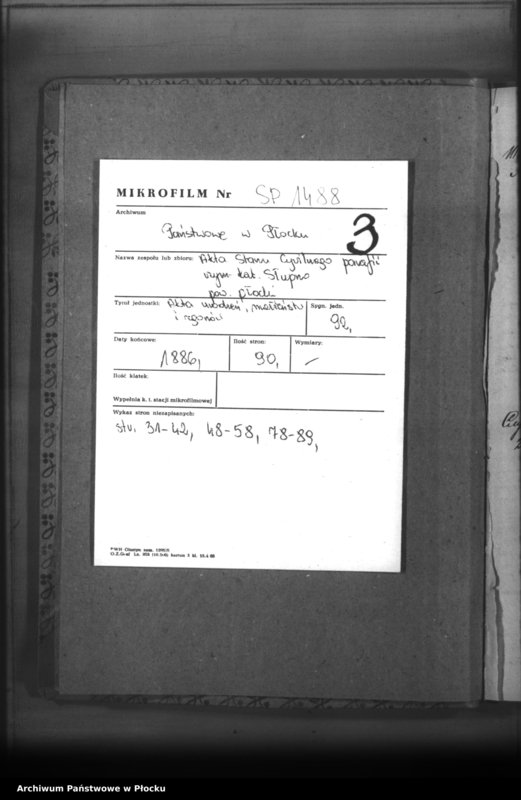 MIKROFILM Nr SP 1488
Archiwum
Państwowe w Płocku
3
Nazwa zespołu lub zbioru: Akta Stanu Cywilnego parafii
rzym-kat. Słupno
pow. płocki
Tytuł jednostki: Akta urodzeń, małżeństw
i zgonów
Sygn. jedn.
92,
Daty końcowe:
1886,
Ilość stron:
90,
Wymiary:
—
Ilość klatek:
Wypełnia k. t. stacji mikrofilmowej
Wykaz stron niezapisanych:
str. 31-42, 48-58, 78-89,
Archiwum Państwowe w Płocku